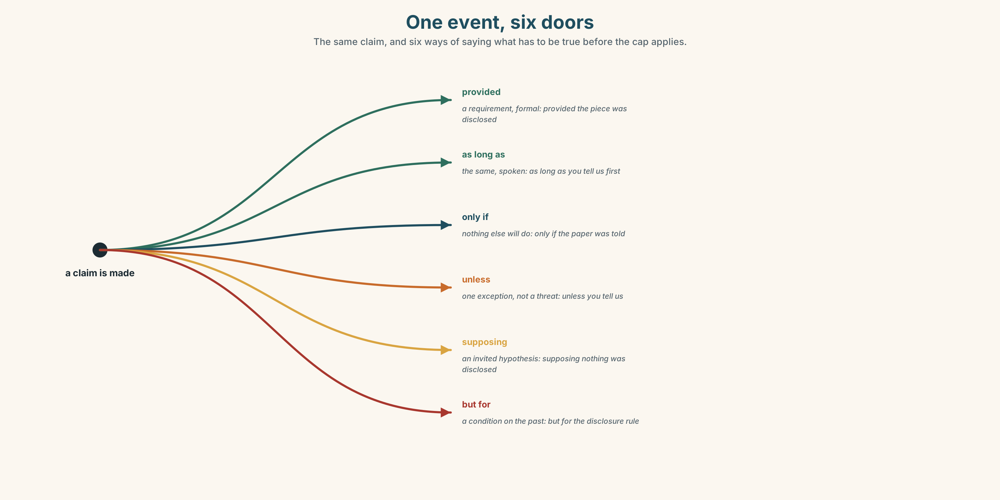 One event, six doors
The same claim, and six ways of saying what has to be true before the cap applies.
provided
a requirement, formal: provided the piece was
disclosed
as long as
the same, spoken: as long as you tell us first
only if
nothing else will do: only if the paper was told
a claim is made
unless
one exception, not a threat: unless you tell us
supposing
an invited hypothesis: supposing nothing was
disclosed
but for
a condition on the past: but for the disclosure rule